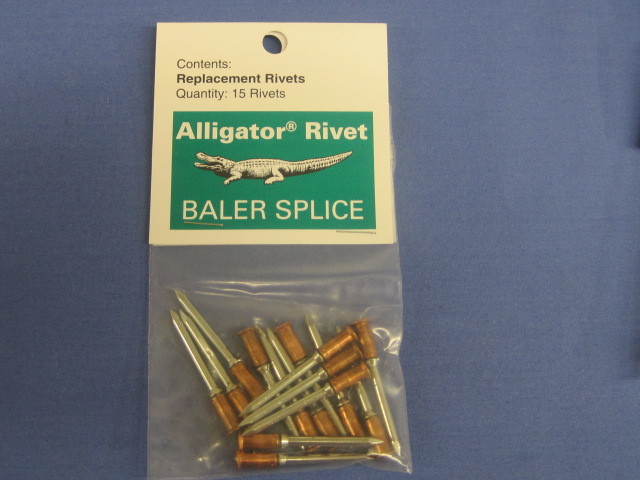 Contents:
Replacement Rivets
Quantity: 15 Rivets
Alligator® Rivet
BALER SPLICE